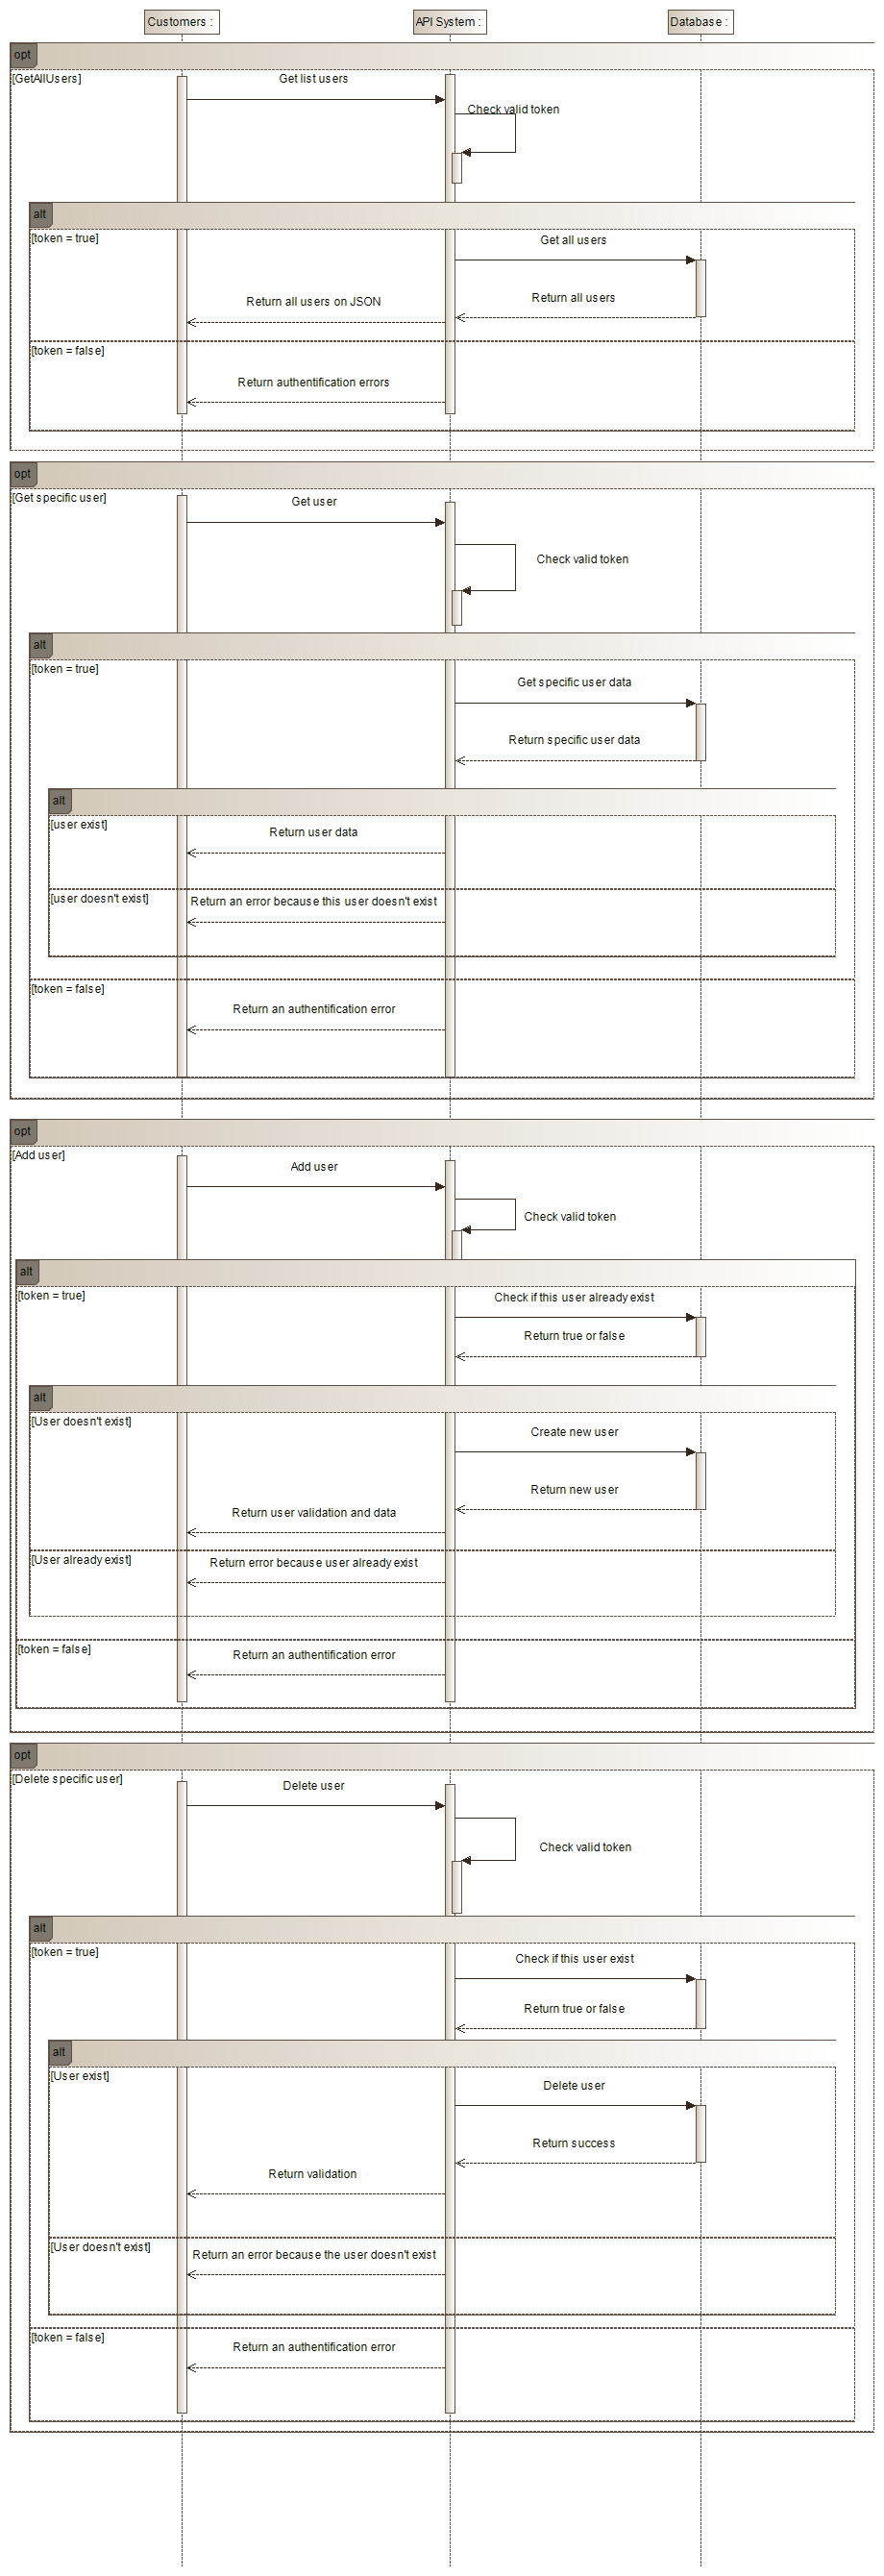 Customers :
API System :
Database :
opt
[GetAllUsers]
Get list users
Check valid token
alt
[token = true]
Get all users
Return all users
Return all users on JSON
[token = false]
Return authentification errors
opt
[Get specific user]
Get user
Check valid token
alt
[token = true]
Get specific user data
Return specific user data
alt
[user exist]
Return user data
[user doesn't exist]
Return an error because this user doesn't exist
[token = false]
Return an authentification error
opt
[Add user]
Add user
Check valid token
alt
[token = true]
Check if this user already exist
Return true or false
alt
[User doesn't exist]
Create new user
Return new user
Return user validation and data
[User already exist]
Return error because user already exist
[token = false]
Return an authentification error
opt
[Delete specific user]
Delete user
Check valid token
alt
[token = true]
Check if this user exist
Return true or false
alt
[User exist]
Delete user
Return success
Return validation
[User doesn't exist]
Return an error because the user doesn't exist
[token = false]
Return an authentification error